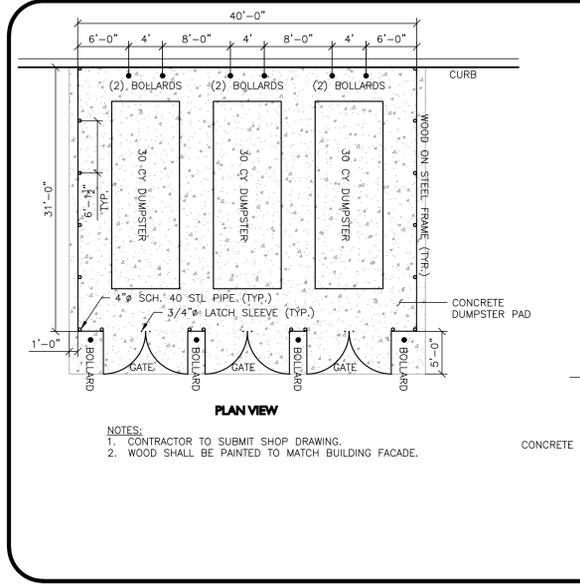 40'-0"
6'-0" 4' 8'-0" 4' 8'-0" 4' 6'-0"
CURB
(2) BOLLARDS (2) BOLLARDS (2) BOLLARDS
WOOD ON STEEL FRAME (TYP.)
30 CY DUMPSTER
30 CY DUMPSTER
30 CY DUMPSTER
31'-0"
6'-1½"
TYP.
4"ø SCH. 40 STL PIPE (TYP.)
3/4"ø LATCH SLEEVE (TYP.)
CONCRETE
DUMPSTER PAD
1'-0"
BOLLARD
GATE
BOLLARD
GATE
BOLLARD
GATE
BOLLARD
5'-0"
PLAN VIEW
NOTES:
1. CONTRACTOR TO SUBMIT SHOP DRAWING.
2. WOOD SHALL BE PAINTED TO MATCH BUILDING FACADE.
CONCRETE